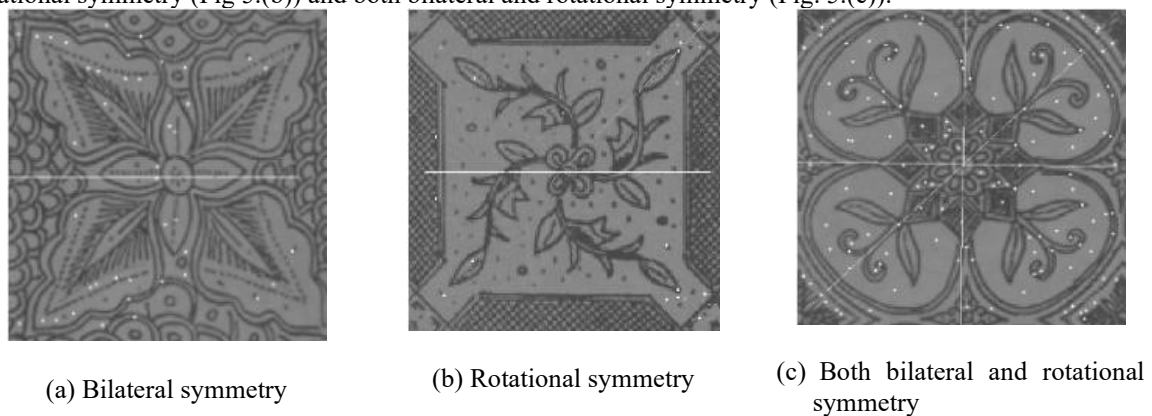 ational symmetry (Fig 5.(b)) and both bilateral and rotational symmetry (Fig. 5.(c)).
(a) Bilateral symmetry
(b) Rotational symmetry
(c) Both bilateral and rotational
symmetry